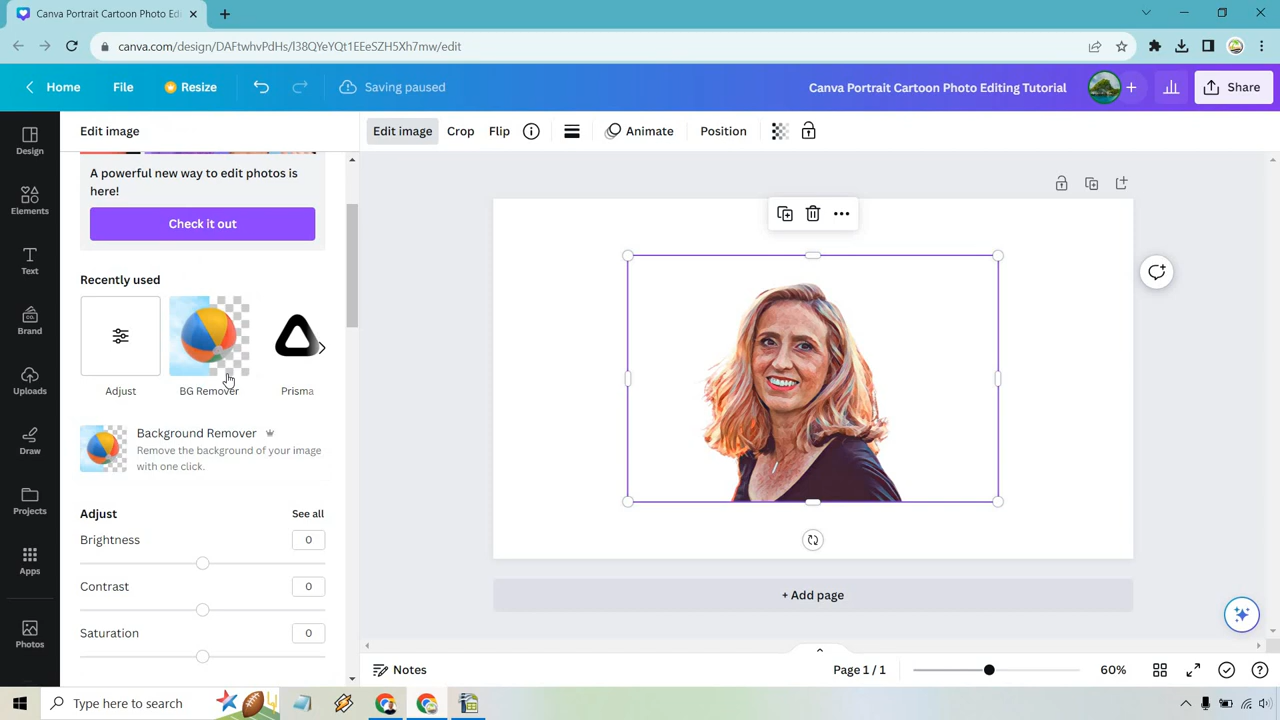 Canva Portrait Cartoon Photo Ed
canva.com/design/DAFtwhvPdHs/l38QYeYQt1EEeSZH5Xh7mw/edit
Home
File
Resize
Saving paused
Canva Portrait Cartoon Photo Editing Tutorial
Share
Edit image
Edit image
Crop
Flip
Animate
Position
Design
Elements
Text
Brand
Uploads
Draw
Projects
Apps
Photos
A powerful new way to edit photos is
here!
Check it out
Recently used
Adjust
BG Remover
Prisma
Background Remover
Remove the background of your image
with one click.
Adjust
See all
Brightness
0
Contrast
0
Saturation
0
+ Add page
Notes
Page 1 / 1
60%
Type here to search